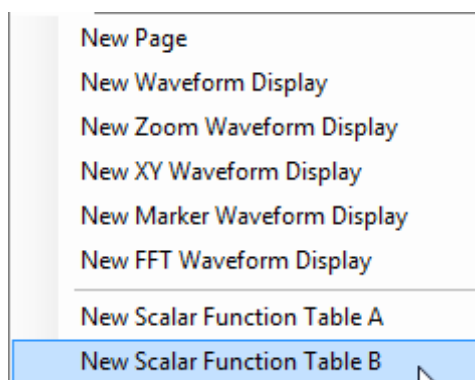 New Page
New Waveform Display
New Zoom Waveform Display
New XY Waveform Display
New Marker Waveform Display
New FFT Waveform Display
New Scalar Function Table A
New Scalar Function Table B